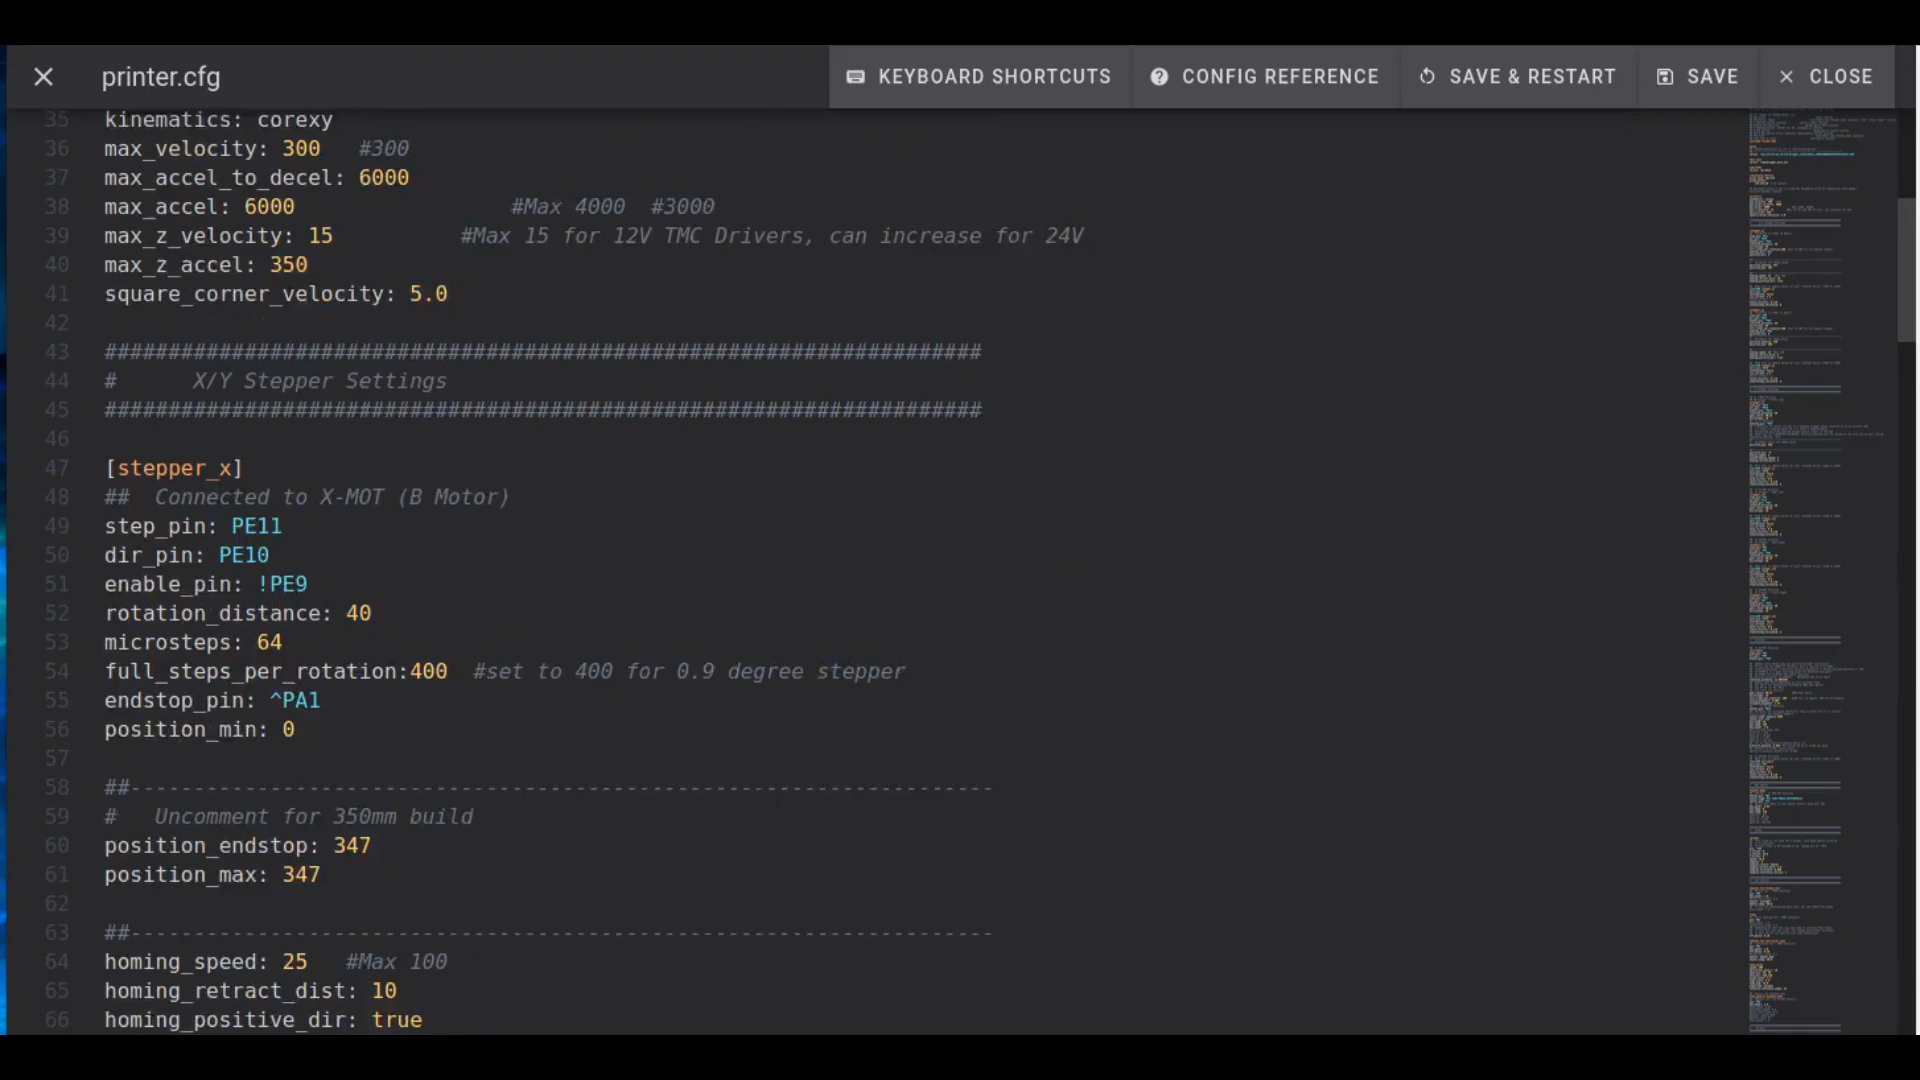 printer.cfg
KEYBOARD SHORTCUTS
CONFIG REFERENCE
SAVE & RESTART
SAVE
CLOSE
35 kinematics: corexy
36 max_velocity: 300 #300
37 max_accel_to_decel: 6000
38 max_accel: 6000 #Max 4000 #3000
39 max_z_velocity: 15 #Max 15 for 12V TMC Drivers, can increase for 24V
40 max_z_accel: 350
41 square_corner_velocity: 5.0
42
43 #####################################################################
44 # X/Y Stepper Settings
45 #####################################################################
46
47 [stepper_x]
48 ## Connected to X-MOT (B Motor)
49 step_pin: PE11
50 dir_pin: PE10
51 enable_pin: !PE9
52 rotation_distance: 40
53 microsteps: 64
54 full_steps_per_rotation:400 #set to 400 for 0.9 degree stepper
55 endstop_pin: ^PA1
56 position_min: 0
57
58 ##--------------------------------------------------------------------
59 # Uncomment for 350mm build
60 position_endstop: 347
61 position_max: 347
62
63 ##--------------------------------------------------------------------
64 homing_speed: 25 #Max 100
65 homing_retract_dist: 10
66 homing_positive_dir: true